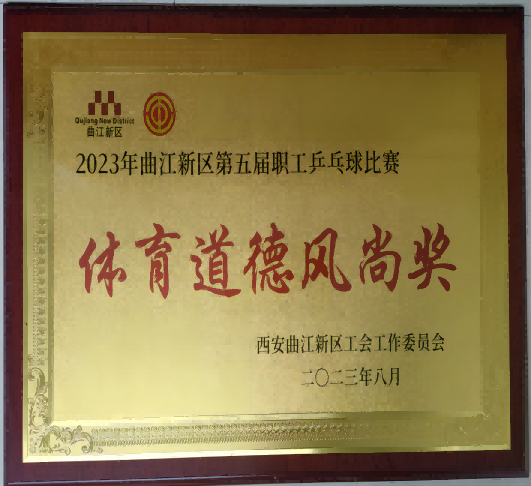 Qujiang New District
曲江新区
2023年曲江新区第五届职工乒乓球比赛
体育道德风尚奖
西安曲江新区工会工作委员会
二〇二三年八月